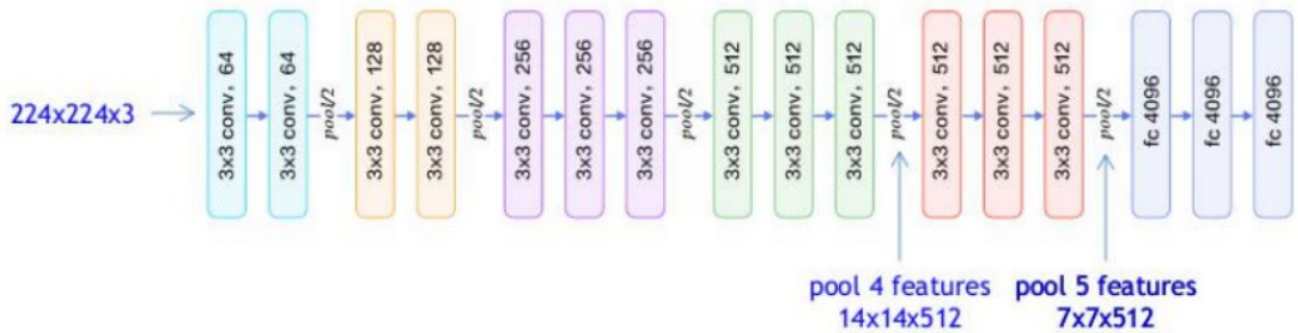 224x224x3
3x3 conv, 64
3x3 conv, 64
pool/2
3x3 conv, 128
3x3 conv, 128
pool/2
3x3 conv, 256
3x3 conv, 256
3x3 conv, 256
pool/2
3x3 conv, 512
3x3 conv, 512
3x3 conv, 512
pool/2
3x3 conv, 512
3x3 conv, 512
3x3 conv, 512
pool/2
fc 4096
fc 4096
fc 4096
pool 4 features
14x14x512
pool 5 features
7x7x512